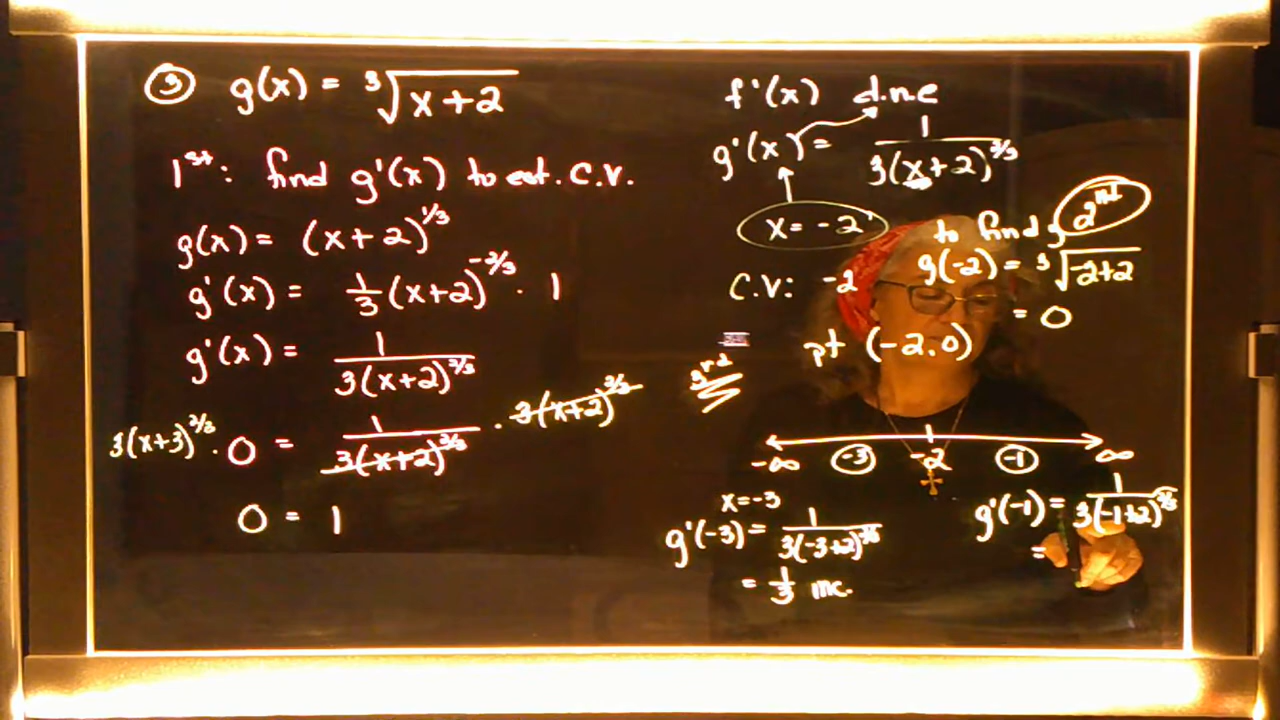 ③ g(x) = ∛(x+2)
1st: find g'(x) to est. C.V.
g(x) = (x+2)^(1/3)
g'(x) = 1/3 (x+2)^(-2/3) · 1
g'(x) = 1/(3(x+2)^(2/3))
3(x+3)^(2/3) · 0 = 1/(3(x+2)^(2/3)) · 3(x+2)^(2/3)
0 = 1
f'(x) d.n.e
g'(x) = 1/(3(x+2)^(2/3))
x = -2
to find y 2nd
C.V: -2
g(-2) = ∛(-2+2)
= 0
pt (-2,0)
3rd
-∞ -3 -2 -1 ∞
x=-3
g'(-3) = 1/(3(-3+2)^(2/3))
= 1/3 inc.
g'(-1) = 1/(3(-1+2)^(2/3))
=